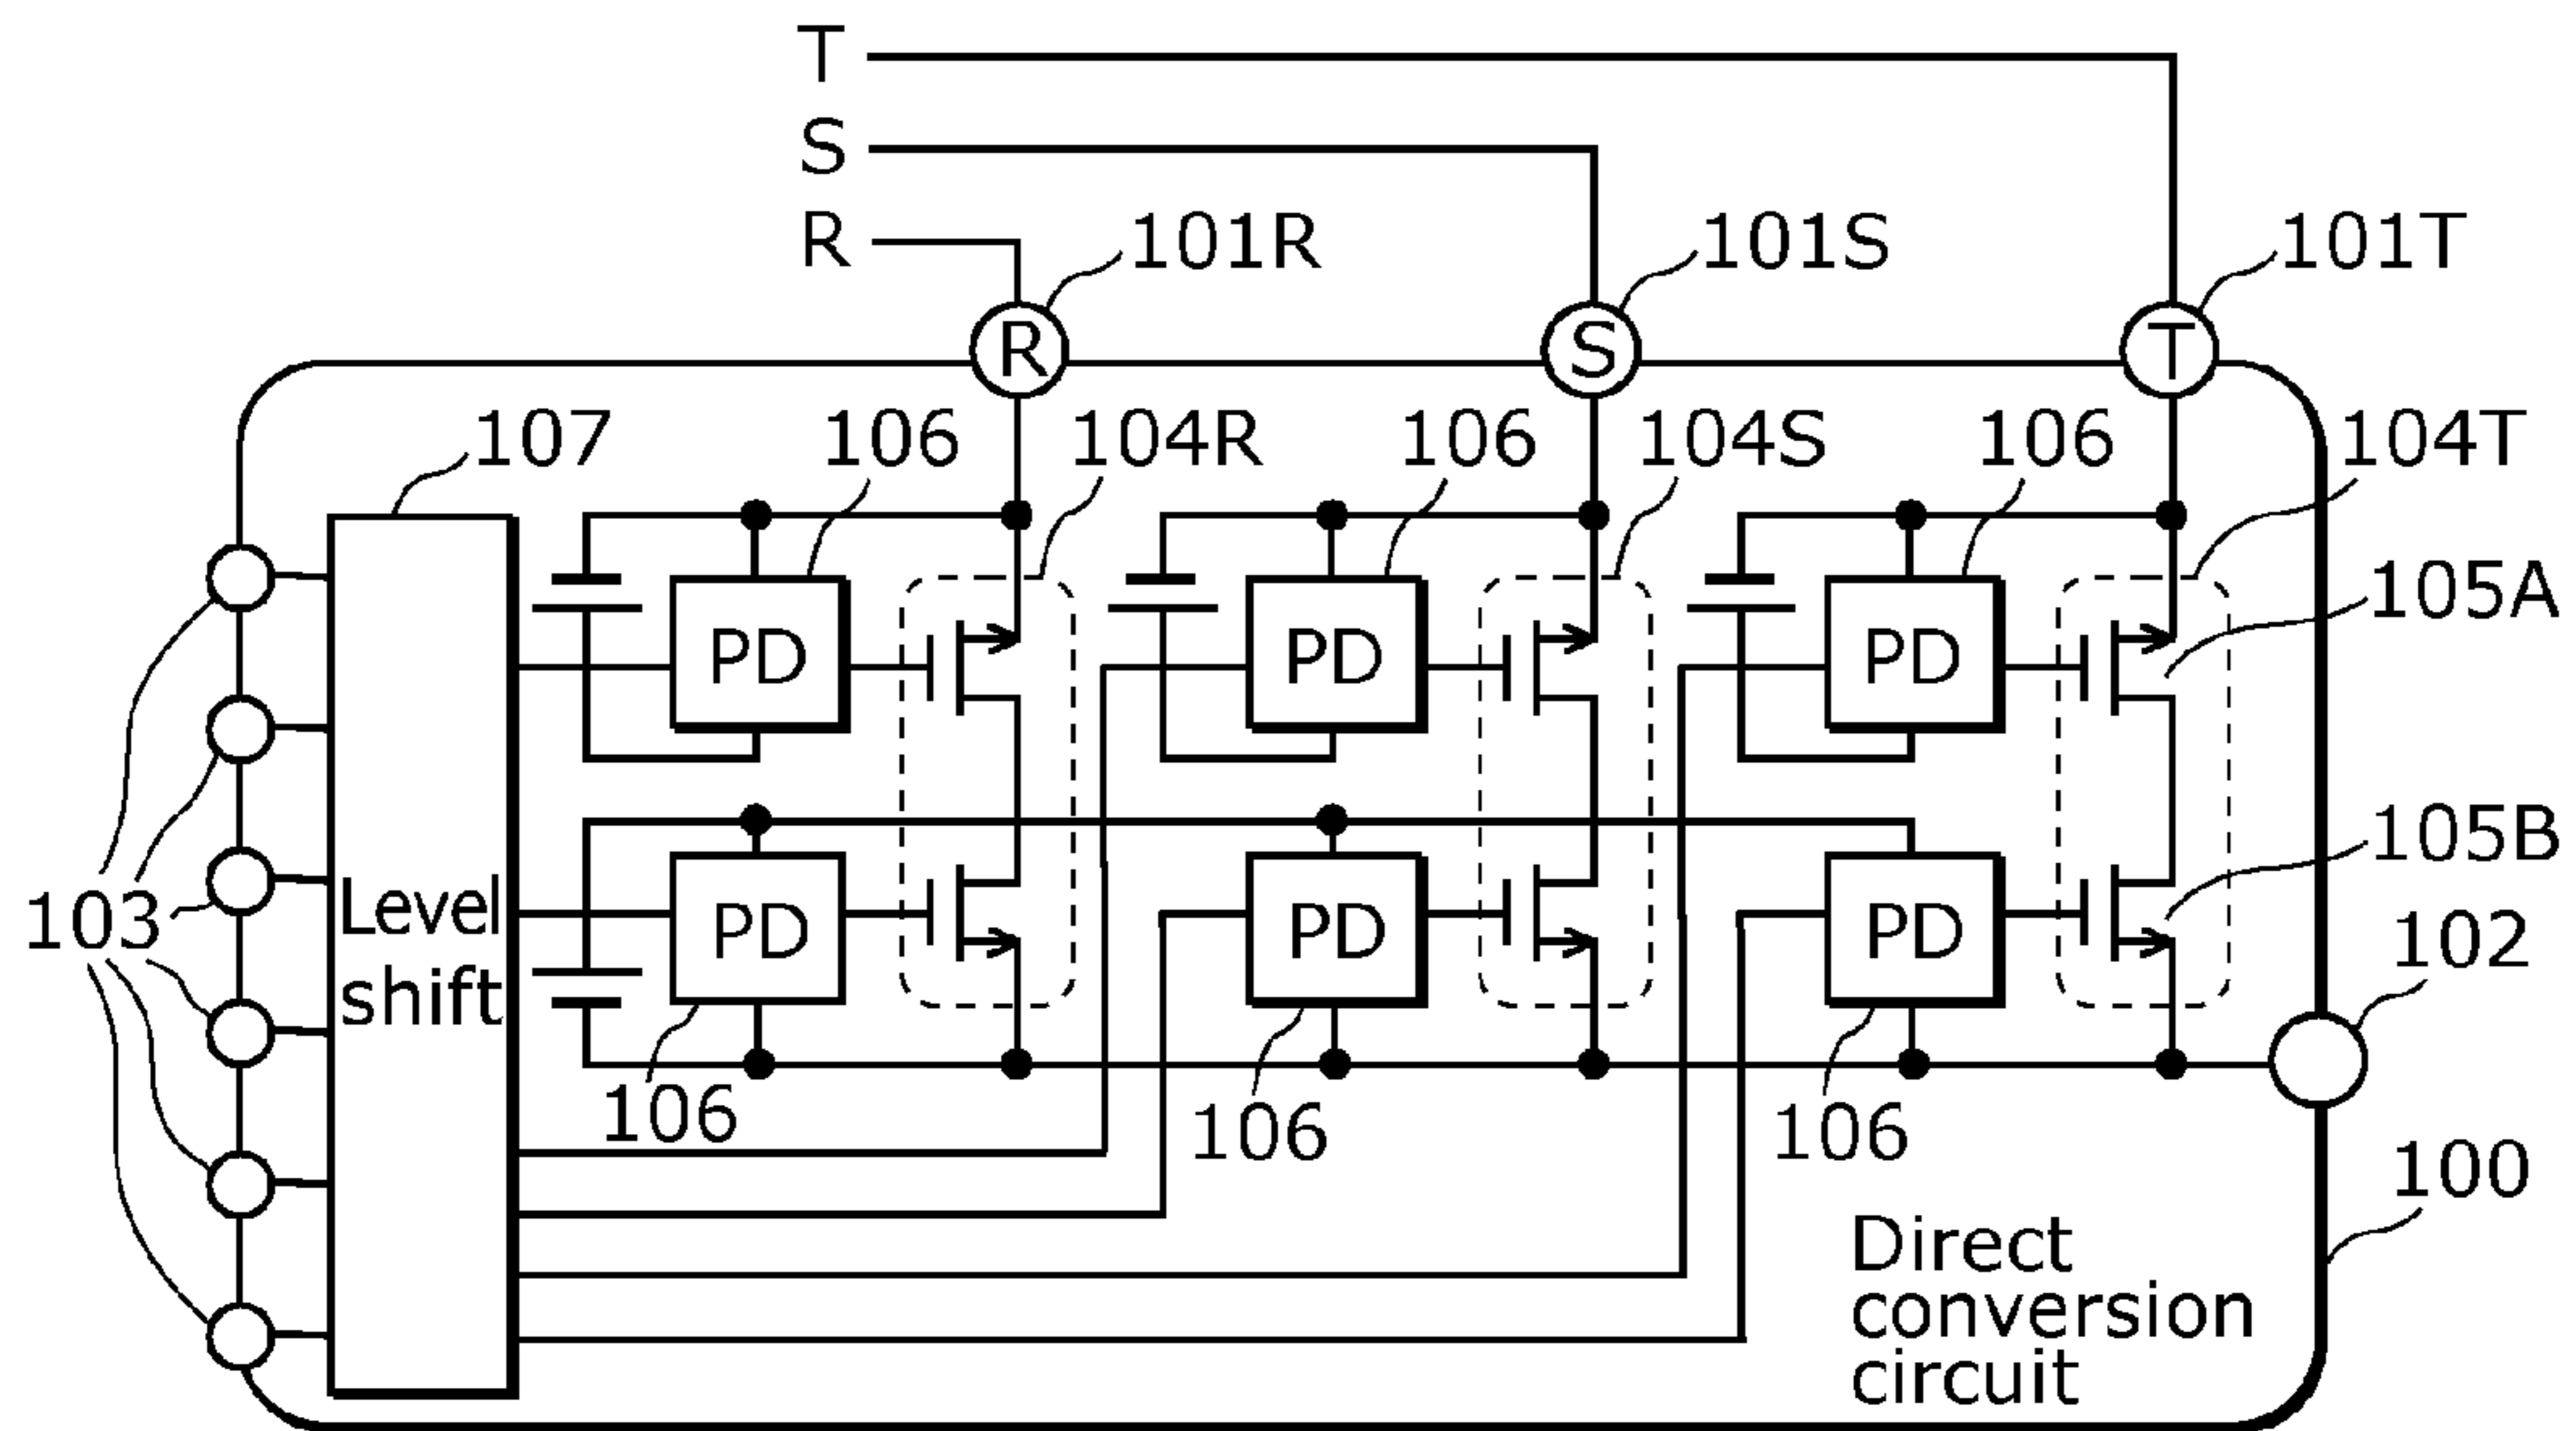 T
S
R
101R
101S
101T
R
S
T
107
106
104R
106
104S
106
104T
105A
PD
PD
PD
105B
103
Level
shift
PD
PD
PD
102
106
106
106
100
Direct
conversion
circuit